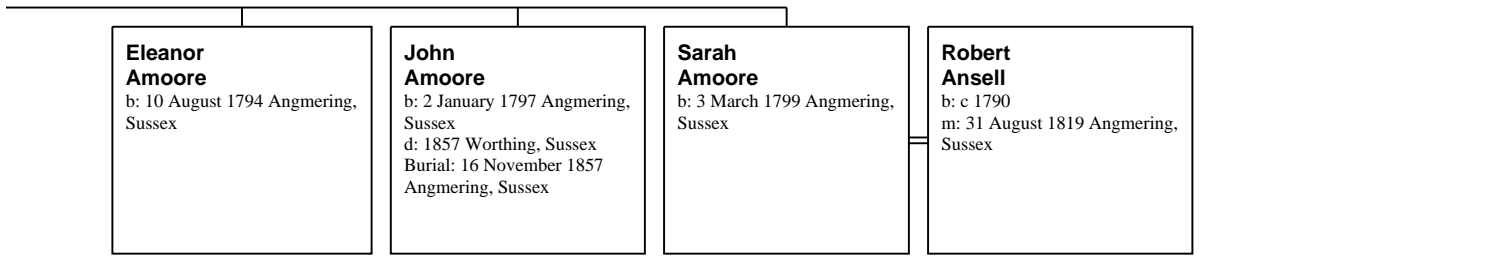 Eleanor
Amoore
b: 10 August 1794 Angmering,
Sussex
John
Amoore
b: 2 January 1797 Angmering,
Sussex
d: 1857 Worthing, Sussex
Burial: 16 November 1857
Angmering, Sussex
Sarah
Amoore
b: 3 March 1799 Angmering,
Sussex
Robert
Ansell
b: c 1790
m: 31 August 1819 Angmering,
Sussex